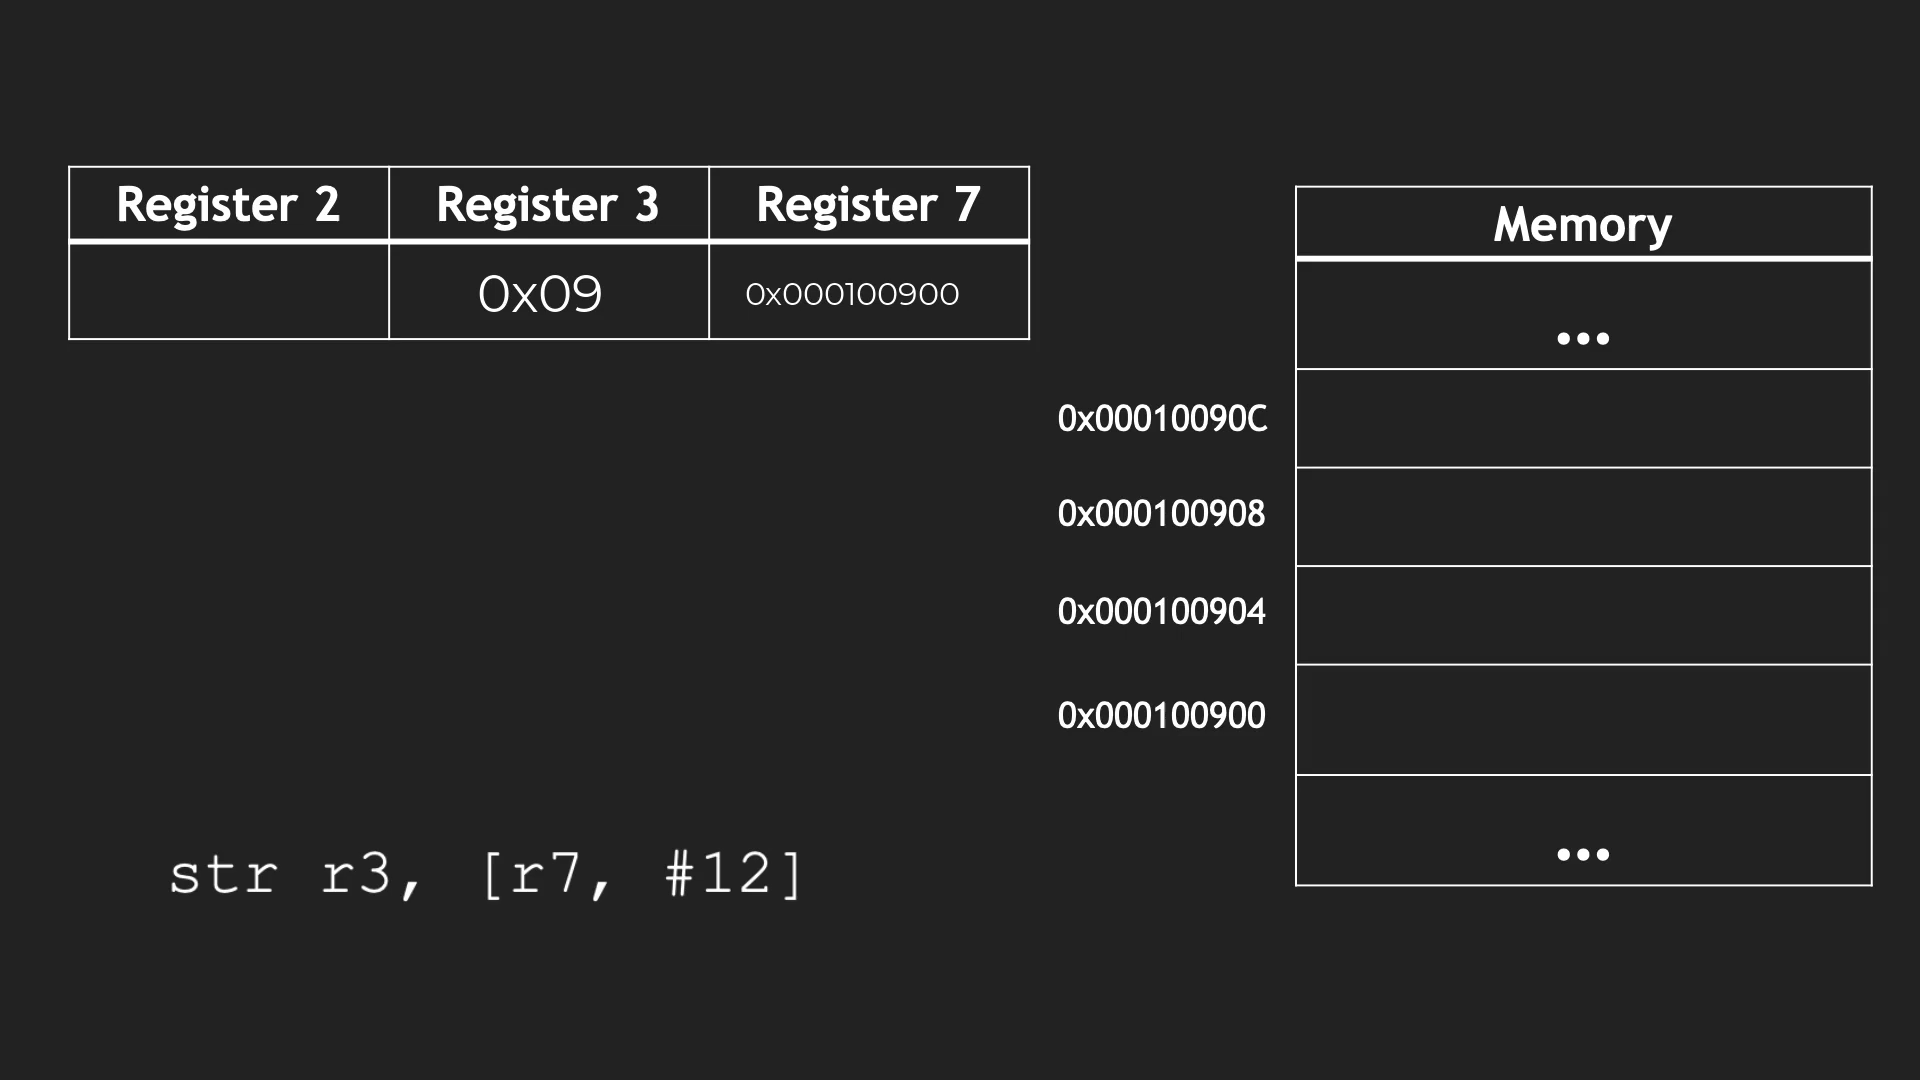 Register 2 Register 3 Register 7
0x09 0x000100900
Memory
...
0x00010090C
0x000100908
0x000100904
0x000100900
...
str r3, [r7, #12]